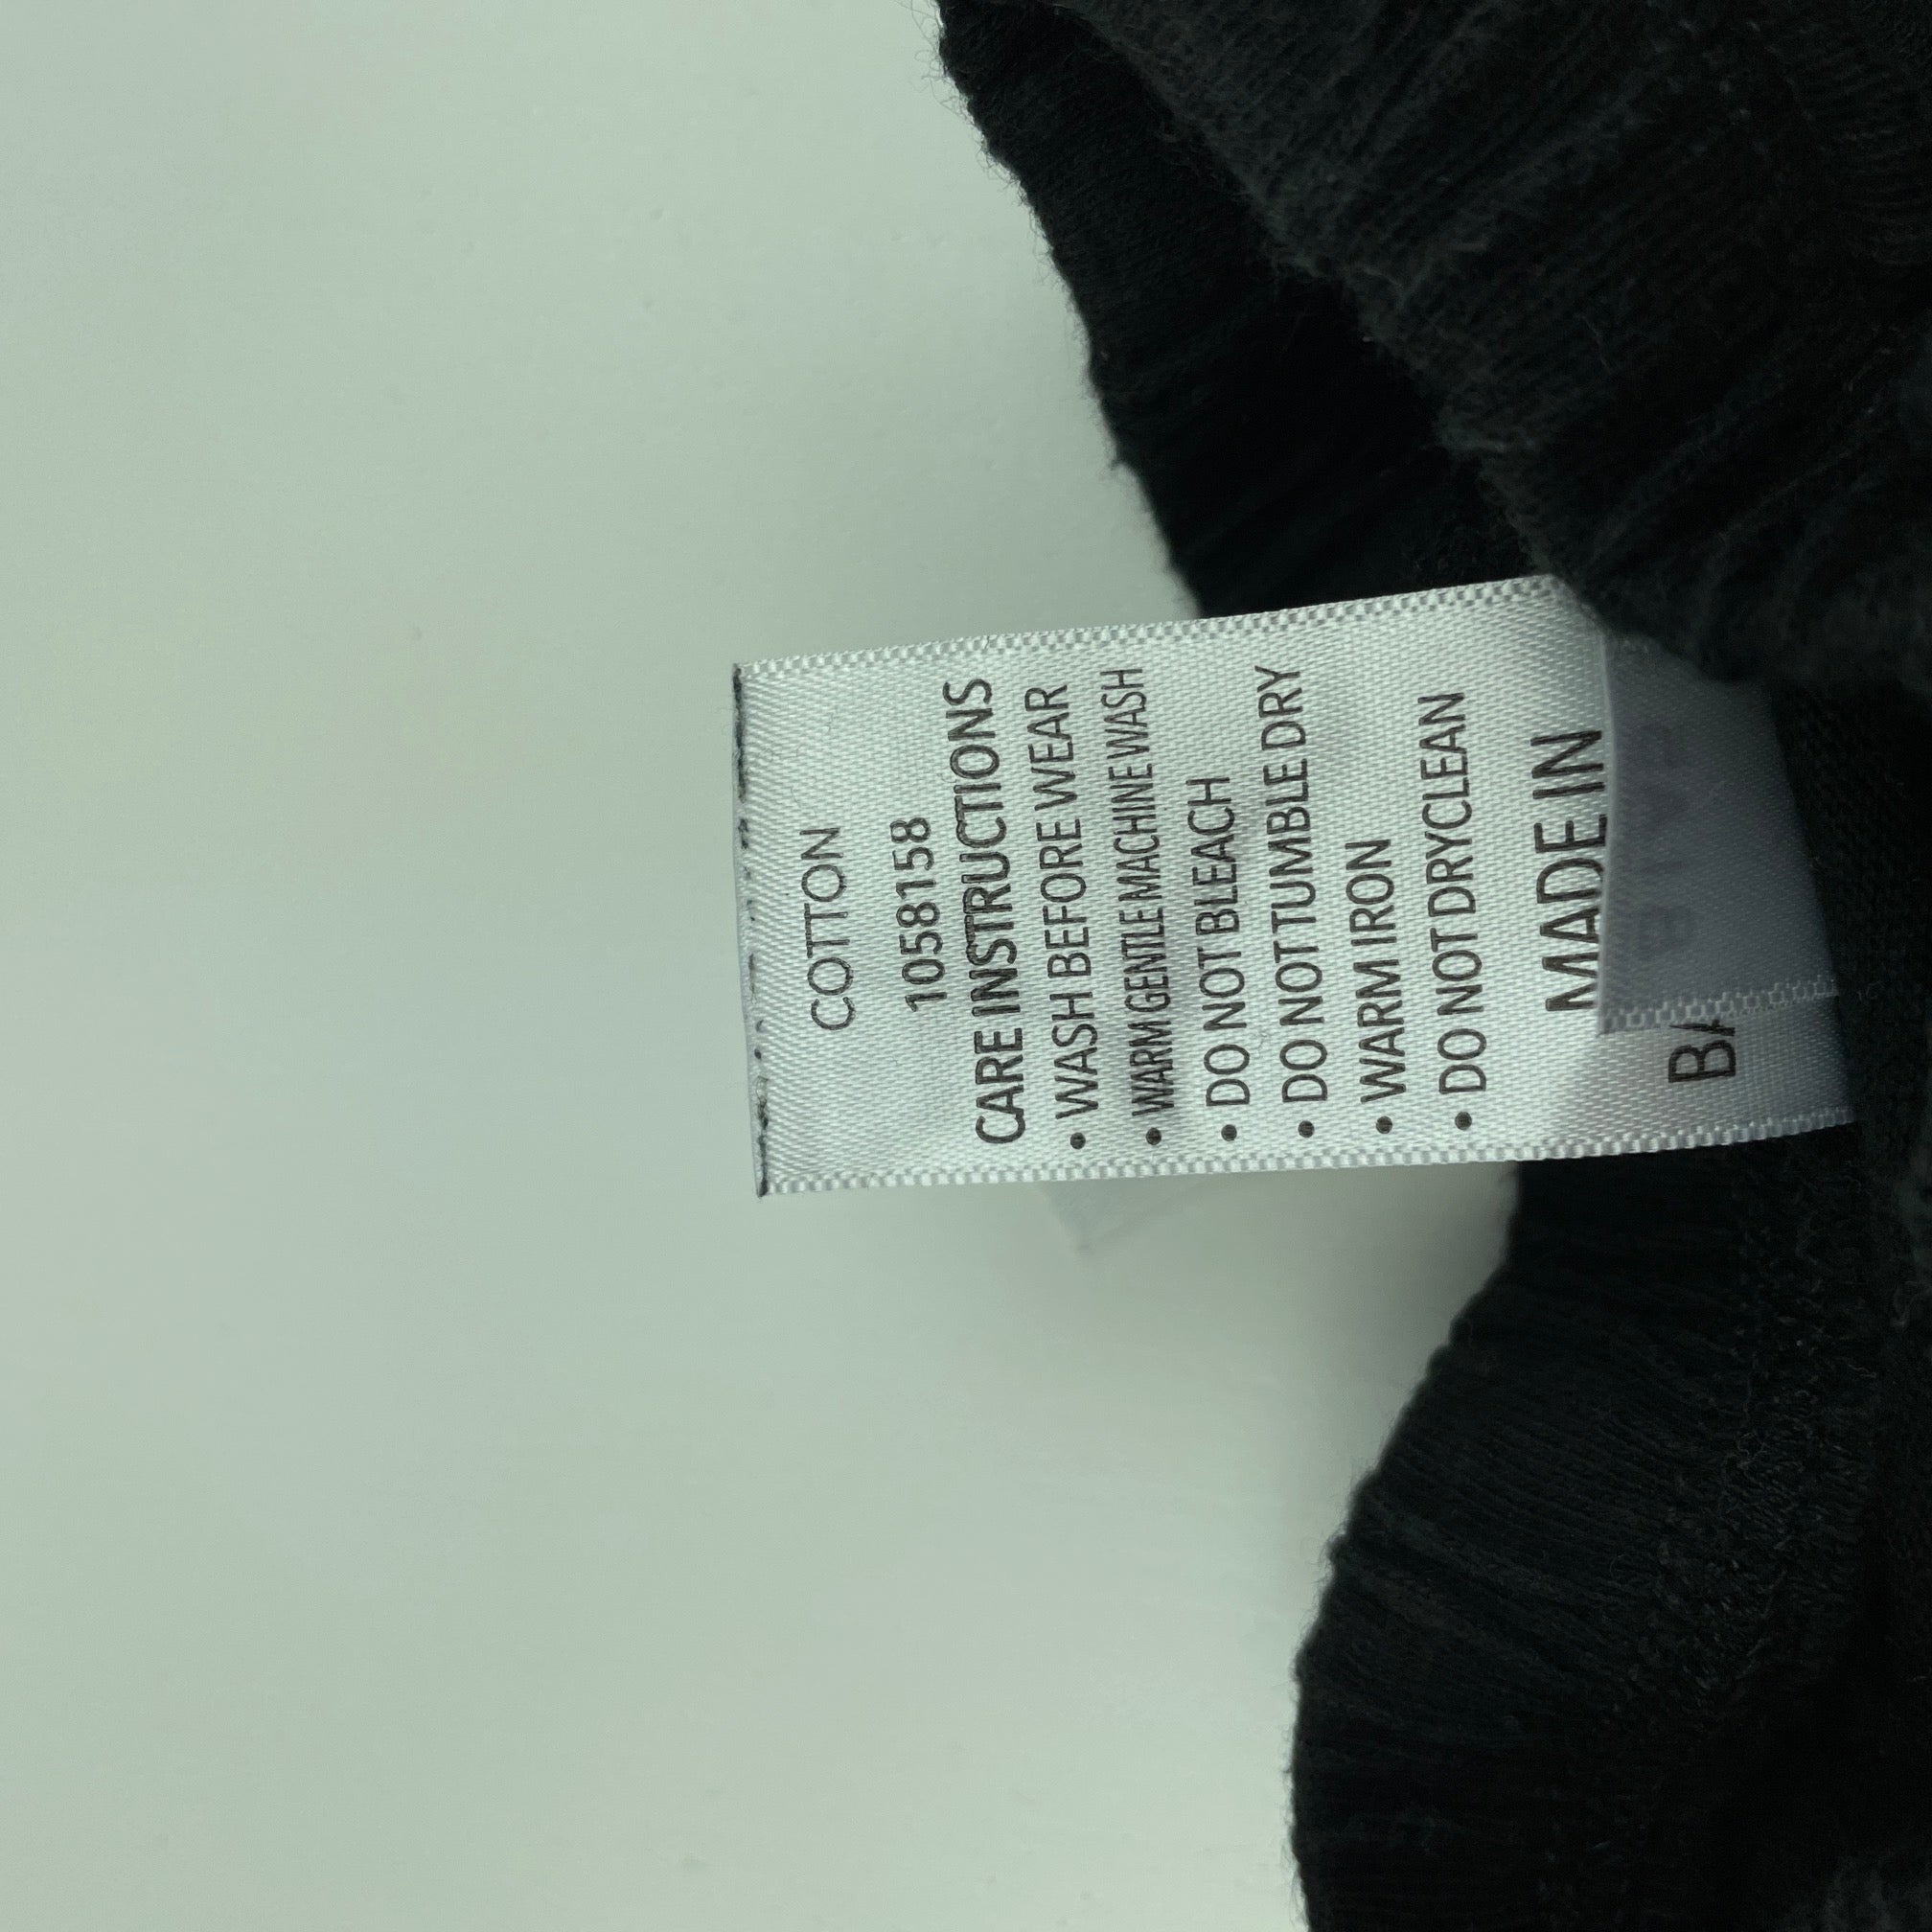 COTTON
1058158
CARE INSTRUCTIONS
• WASH BEFORE WEAR
• WARM GENTLE MACHINE WASH
• DO NOT BLEACH
• DO NOT TUMBLE DRY
• WARM IRON
• DO NOT DRYCLEAN
MADE IN